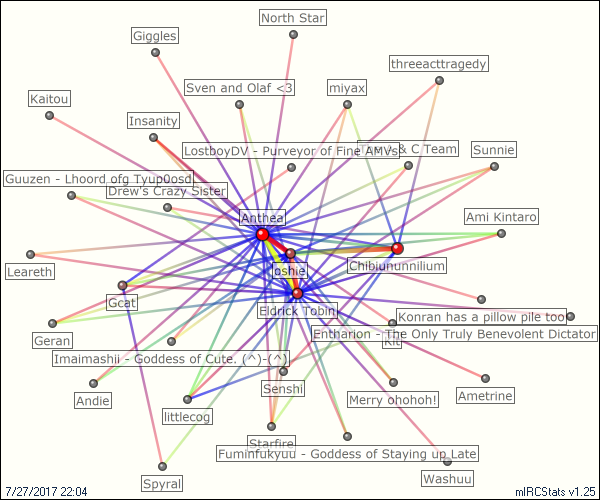 North Star
Giggles
threeacttragedy
Sven and Olaf <3
miyax
Kaitou
Insanity
LostboyDV - Purveyor of Fine AMVs
& C Team
Sunnie
Guuzen - Lhoord ofg Tyup0osd
Drew's Crazy Sister
Anthea
Ami Kintaro
Leareth
oshie
Chibiuhunnilium
Gcat
Eldrick Tobin
Konran has a pillow pile too
Geran
Entharion - The Only Truly Benevolent Dictator
Kit
Imaimashii - Goddess of Cute. (^)-(^)
Andie
Senshi
Merry ohohoh!
Ametrine
littlecog
Starfire
Fuminfukyuu - Goddess of Staying up Late
Spyral
Washuu
7/27/2017 22:04
mIRCStats v1.25